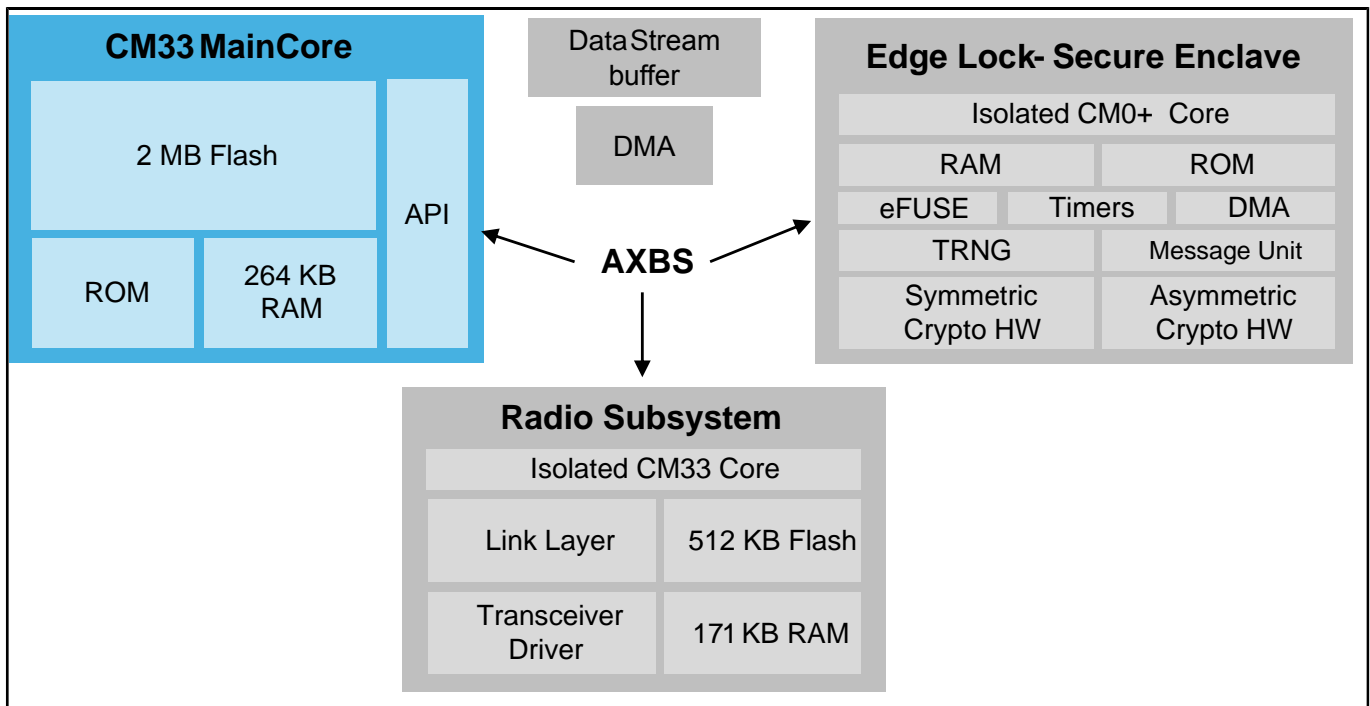 CM33 MainCore
2 MB Flash
API
ROM
264 KB
RAM
Data Stream
buffer
DMA
AXBS
Edge Lock- Secure Enclave
Isolated CM0+ Core
RAM
ROM
eFUSE
Timers
DMA
TRNG
Message Unit
Symmetric
Crypto HW
Asymmetric
Crypto HW
Radio Subsystem
Isolated CM33 Core
Link Layer
512 KB Flash
Transceiver
Driver
171 KB RAM